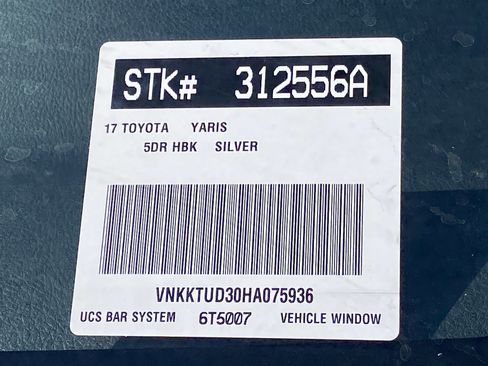 STK# 312556A
17 TOYOTA YARIS
5DR HBK SILVER
VNKKTUD30HA075936
UCS BAR SYSTEM 6T5007 VEHICLE WINDOW